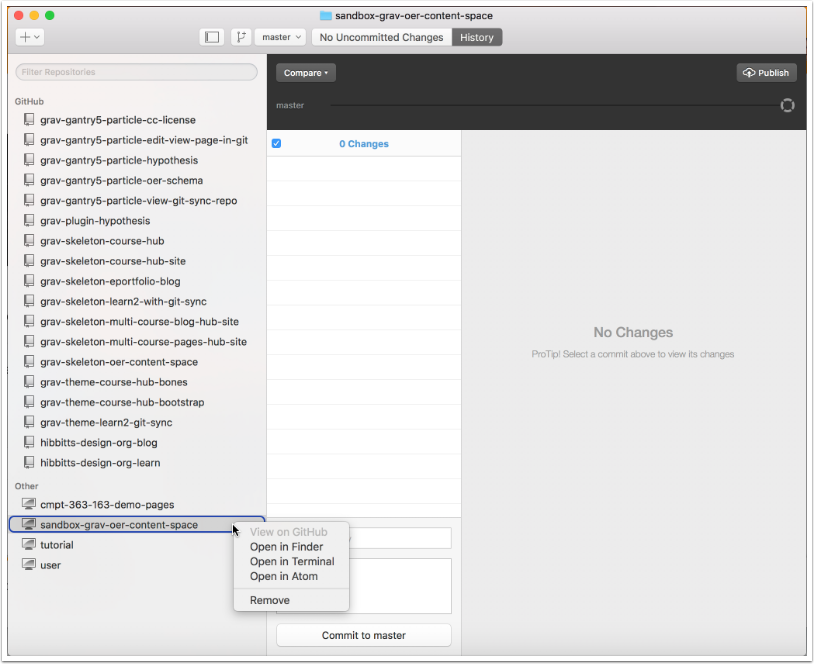 sandbox-grav-oer-content-space
master
No Uncommitted Changes
History
Filter Repositories
GitHub
grav-gantry5-particle-cc-license
grav-gantry5-particle-edit-view-page-in-git
grav-gantry5-particle-hypothesis
grav-gantry5-particle-oer-schema
grav-gantry5-particle-view-git-sync-repo
grav-plugin-hypothesis
grav-skeleton-course-hub
grav-skeleton-course-hub-site
grav-skeleton-eportfolio-blog
grav-skeleton-learn2-with-git-sync
grav-skeleton-multi-course-blog-hub-site
grav-skeleton-multi-course-pages-hub-site
grav-skeleton-oer-content-space
grav-theme-course-hub-bones
grav-theme-course-hub-bootstrap
grav-theme-learn2-git-sync
hibbitts-design-org-blog
hibbitts-design-org-learn
Other
cmpt-363-163-demo-pages
sandbox-grav-oer-content-space
tutorial
user
Compare
Publish
master
0 Changes
No Changes
ProTip! Select a commit above to view its changes
View on GitHub
Open in Finder
Open in Terminal
Open in Atom
Remove
Commit to master